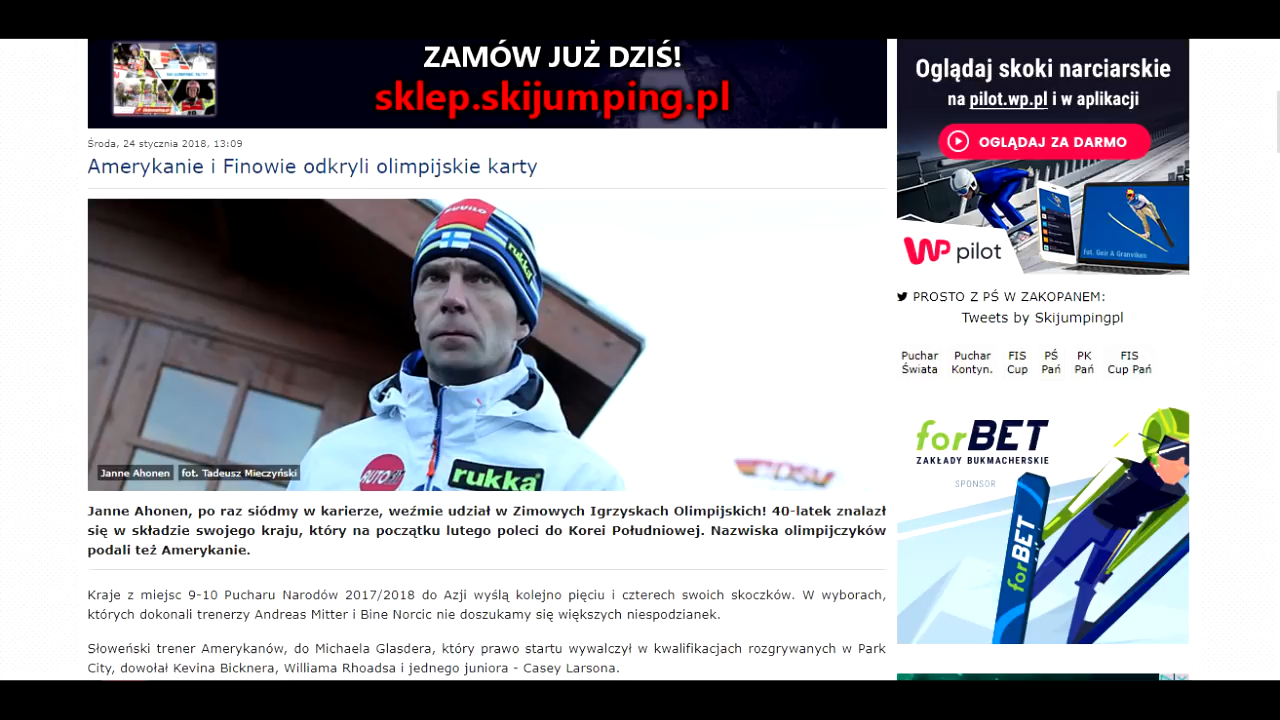 ZAMÓW JUŻ DZIŚ!
sklep.skijumping.pl
Środa, 24 stycznia 2018, 13:09
Amerykanie i Finowie odkryli olimpijskie karty
rukka
AUTO
rukka
Janne Ahonen fot. Tadeusz Mieczyński
Janne Ahonen, po raz siódmy w karierze, weźmie udział w Zimowych Igrzyskach Olimpijskich! 40-latek znalazł
się w składzie swojego kraju, który na początku lutego poleci do Korei Południowej. Nazwiska olimpijczyków
podali też Amerykanie.
Kraje z miejsc 9-10 Pucharu Narodów 2017/2018 do Azji wyślą kolejno pięciu i czterech swoich skoczków. W wyborach,
których dokonali trenerzy Andreas Mitter i Bine Norcic nie doszukamy się większych niespodzianek.
Słoweński trener Amerykanów, do Michaela Glasdera, który prawo startu wywalczył w kwalifikacjach rozgrywanych w Park
City, dowołał Kevina Bicknera, Williama Rhoadsa i jednego juniora - Casey Larsona.
Oglądaj skoki narciarskie
na pilot.wp.pl i w aplikacji
OGLĄDAJ ZA DARMO
WP pilot
fot. Geir A Granviken
PROSTO Z PŚ W ZAKOPANEM:
Tweets by Skijumpingpl
Puchar Puchar FIS PŚ PK FIS
Świata Kontyn. Cup Pań Pań Cup Pań
forBET
ZAKŁADY BUKMACHERSKIE
SPONSOR
forBET